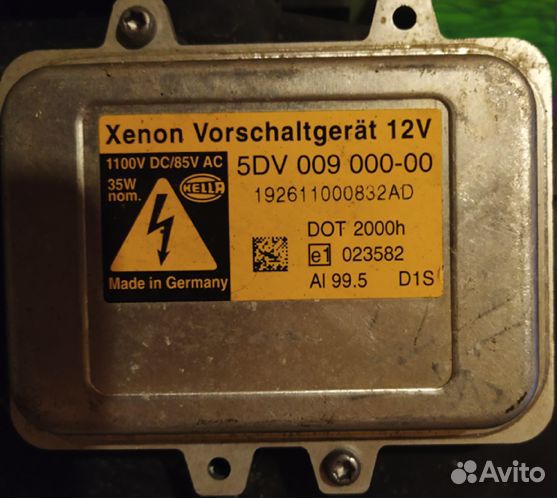 Xenon Vorschaltgerät 12V
1100V DC/85V AC
35W
nom.
HELLA
Made in Germany
5DV 009 000-00
192611000832AD
DOT 2000h
e1 023582
Al 99.5 D1S
Avito